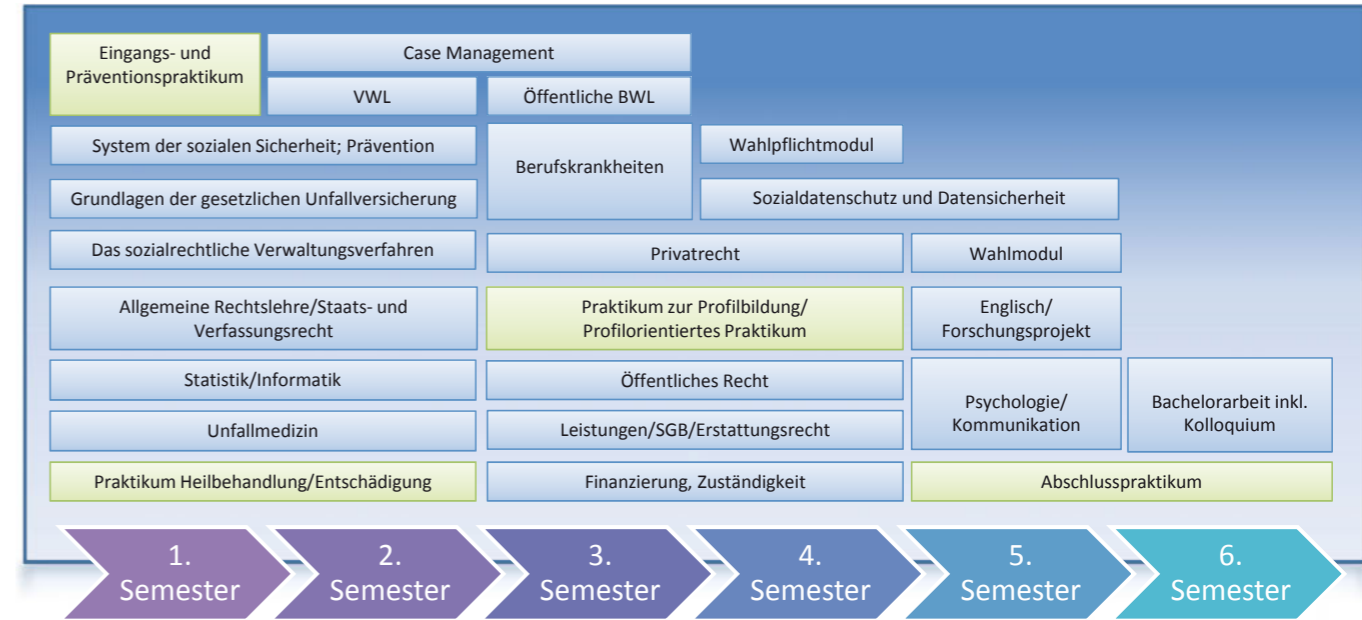 Eingangs- und
Präventionspraktikum
Case Management
VWL
Öffentliche BWL
System der sozialen Sicherheit; Prävention
Berufskrankheiten
Wahlpflichtmodul
Grundlagen der gesetzlichen Unfallversicherung
Sozialdatenschutz und Datensicherheit
Das sozialrechtliche Verwaltungsverfahren
Privatrecht
Wahlmodul
Allgemeine Rechtslehre/Staats- und
Verfassungsrecht
Praktikum zur Profilbildung/
Profilorientiertes Praktikum
Englisch/
Forschungsprojekt
Statistik/Informatik
Öffentliches Recht
Psychologie/
Kommunikation
Bachelorarbeit inkl.
Kolloquium
Unfallmedizin
Leistungen/SGB/Erstattungsrecht
Praktikum Heilbehandlung/Entschädigung
Finanzierung, Zuständigkeit
Abschlusspraktikum
1.
Semester
2.
Semester
3.
Semester
4.
Semester
5.
Semester
6.
Semester